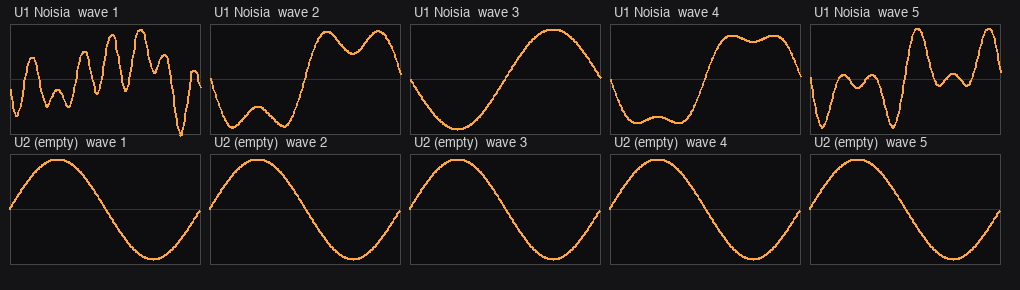 U1 Noisia wave 1
U1 Noisia wave 2
U1 Noisia wave 3
U1 Noisia wave 4
U1 Noisia wave 5
U2 (empty) wave 1
U2 (empty) wave 2
U2 (empty) wave 3
U2 (empty) wave 4
U2 (empty) wave 5